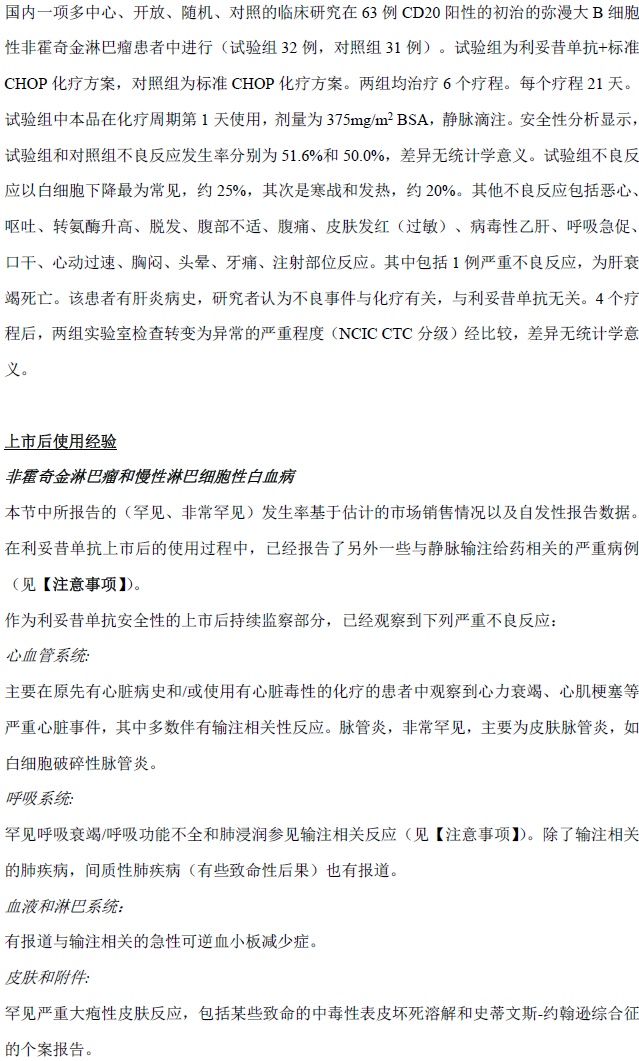 国内一项多中心、开放、随机、对照的临床研究在 63 例 CD20 阳性的初治的弥漫大 B 细胞
性非霍奇金淋巴瘤患者中进行（试验组 32 例，对照组 31 例）。试验组为利妥昔单抗+标准
CHOP 化疗方案，对照组为标准 CHOP 化疗方案。两组均治疗 6 个疗程。每个疗程 21 天。
试验组中本品在化疗周期第 1 天使用，剂量为 375mg/m² BSA，静脉滴注。安全性分析显示，
试验组和对照组不良反应发生率分别为 51.6%和 50.0%，差异无统计学意义。试验组不良反
应以白细胞下降最为常见，约 25%，其次是寒战和发热，约 20%。其他不良反应包括恶心、
呕吐、转氨酶升高、脱发、腹部不适、腹痛、皮肤发红（过敏）、病毒性乙肝、呼吸急促、
口干、心动过速、胸闷、头晕、牙痛、注射部位反应。其中包括 1 例严重不良反应，为肝衰
竭死亡。该患者有肝炎病史，研究者认为不良事件与化疗有关，与利妥昔单抗无关。4 个疗
程后，两组实验室检查转变为异常的严重程度（NCIC CTC 分级）经比较，差异无统计学意
义。
上市后使用经验
非霍奇金淋巴瘤和慢性淋巴细胞性白血病
本节中所报告的（罕见、非常罕见）发生率基于估计的市场销售情况以及自发性报告数据。
在利妥昔单抗上市后的使用过程中，已经报告了另外一些与静脉输注给药相关的严重病例
（见【注意事项】）。
作为利妥昔单抗安全性的上市后持续监察部分，已经观察到下列严重不良反应：
心血管系统:
主要在原先有心脏病史和/或使用有心脏毒性的化疗的患者中观察到心力衰竭、心肌梗塞等
严重心脏事件，其中多数伴有输注相关性反应。脉管炎，非常罕见，主要为皮肤脉管炎，如
白细胞破碎性脉管炎。
呼吸系统:
罕见呼吸衰竭/呼吸功能不全和肺浸润参见输注相关反应（见【注意事项】）。除了输注相关
的肺疾病，间质性肺疾病（有些致命性后果）也有报道。
血液和淋巴系统：
有报道与输注相关的急性可逆血小板减少症。
皮肤和附件:
罕见严重大疱性皮肤反应，包括某些致命的中毒性表皮坏死溶解和史蒂文斯-约翰逊综合征
的个案报告。